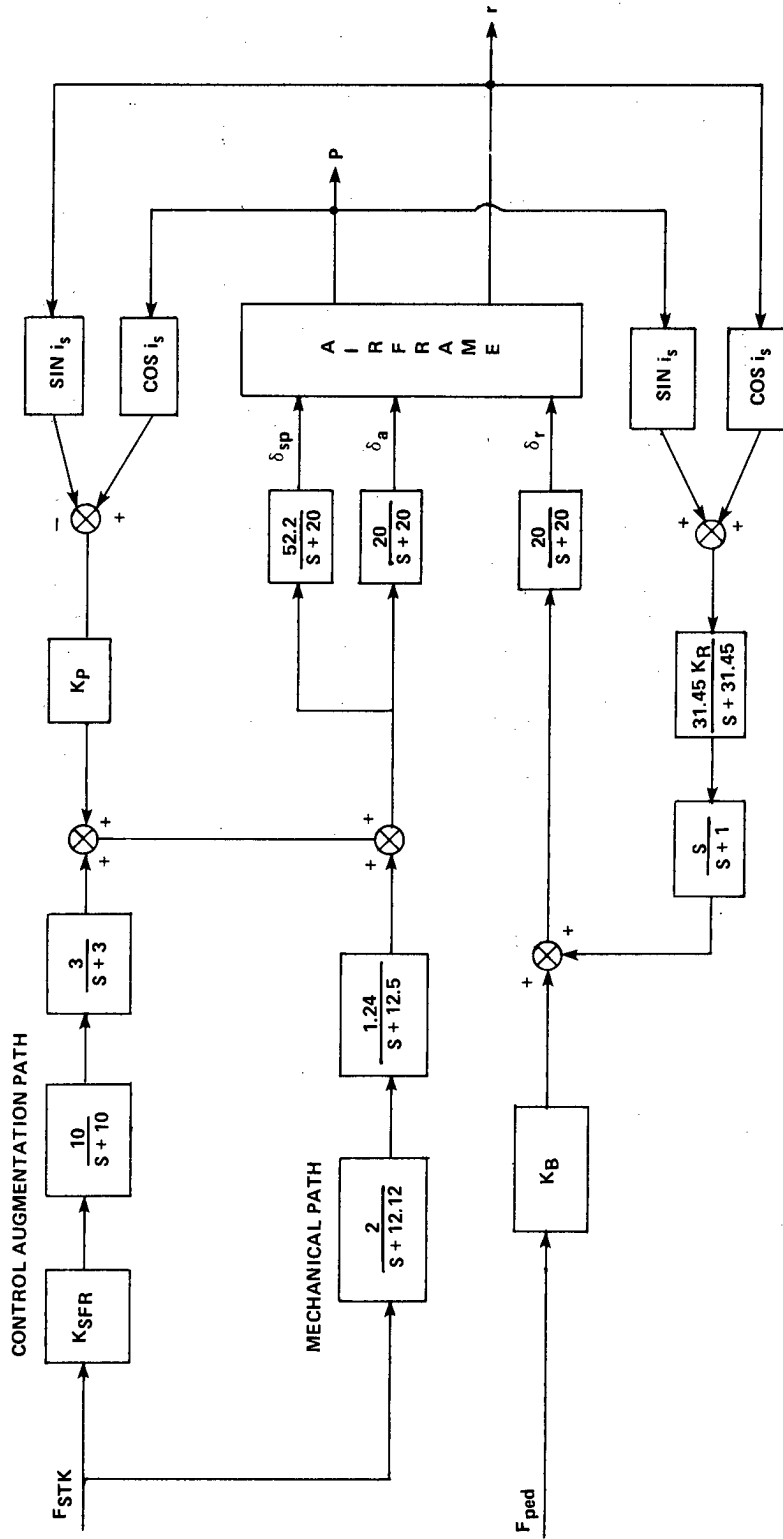 CONTROL AUGMENTATION PATH
F_STK
K_SFR
10
S + 10
3
S + 3
+
+
K_P
−
+
SIN i_s
COS i_s
MECHANICAL PATH
2
S + 12.12
1.24
S + 12.5
+
+
52.2
S + 20
δ_sp
20
S + 20
δ_a
AIRFRAME
P
r
F_ped
K_B
+
+
20
S + 20
δ_r
S
S + 1
31.45 K_R
S + 31.45
+
+
SIN i_s
COS i_s